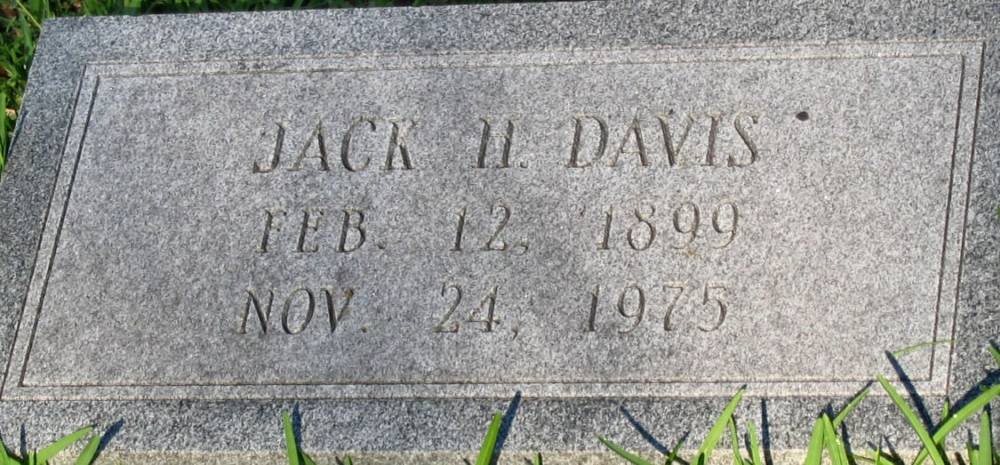 JACK H. DAVIS
FEB. 12, 1899
NOV. 24, 1975